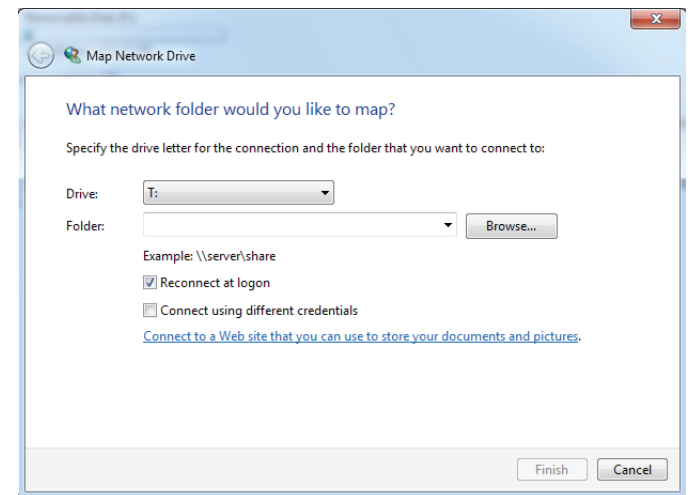 Map Network Drive
What network folder would you like to map?
Specify the drive letter for the connection and the folder that you want to connect to:
Drive: T:
Folder: Browse...
Example: \\server\share
Reconnect at logon
Connect using different credentials
Connect to a Web site that you can use to store your documents and pictures.
Finish Cancel